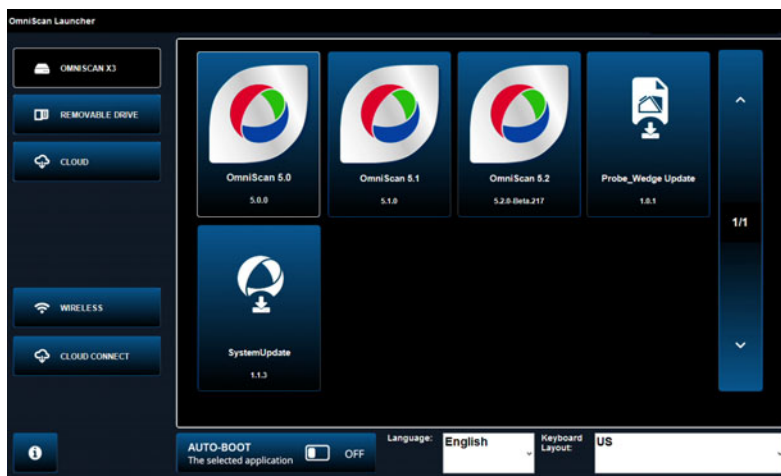 OmniScan Launcher
OMNISCAN X3
REMOVABLE DRIVE
CLOUD
WIRELESS
CLOUD CONNECT
OmniScan 5.0
5.0.0
OmniScan 5.1
5.1.0
OmniScan 5.2
5.2.0-Beta.217
Probe_Wedge Update
1.0.1
SystemUpdate
1.1.3
1/1
AUTO-BOOT
The selected application
OFF
Language:
English
Keyboard
Layout:
US